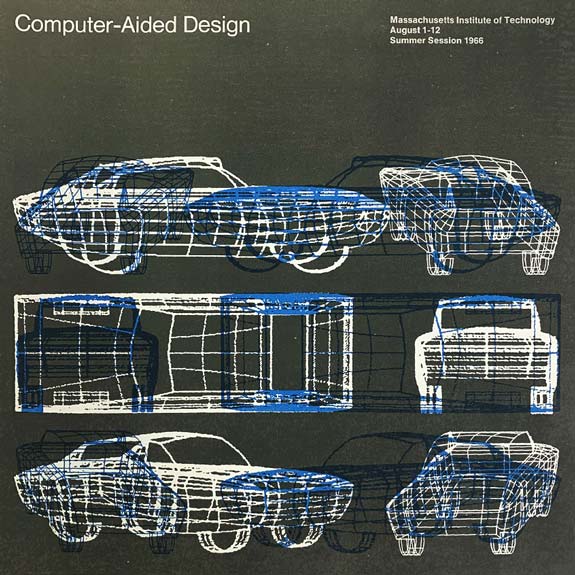 Computer-Aided Design
Massachusetts Institute of Technology
August 1-12
Summer Session 1966